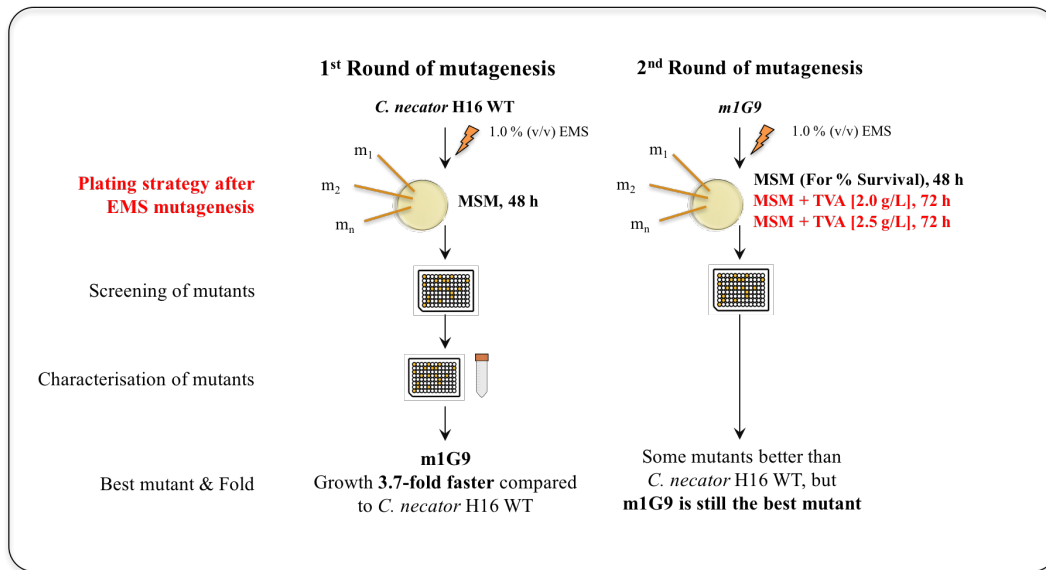 1st Round of mutagenesis
2nd Round of mutagenesis
C. necator H16 WT
m1G9
1.0 % (v/v) EMS
1.0 % (v/v) EMS
Plating strategy after
EMS mutagenesis
m1
m2
mn
MSM, 48 h
m1
m2
mn
MSM (For % Survival), 48 h
MSM + TVA [2.0 g/L], 72 h
MSM + TVA [2.5 g/L], 72 h
Screening of mutants
Characterisation of mutants
Best mutant & Fold
m1G9
Growth 3.7-fold faster compared
to C. necator H16 WT
Some mutants better than
C. necator H16 WT, but
m1G9 is still the best mutant